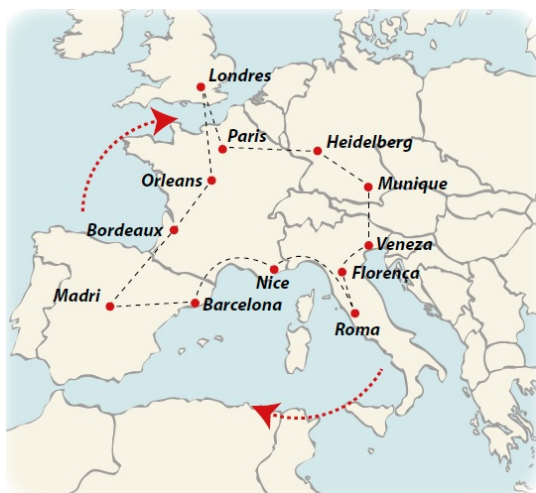 Londres
Paris
Heidelberg
Orleans
Munique
Bordeaux
Veneza
Florença
Nice
Madri
Barcelona
Roma